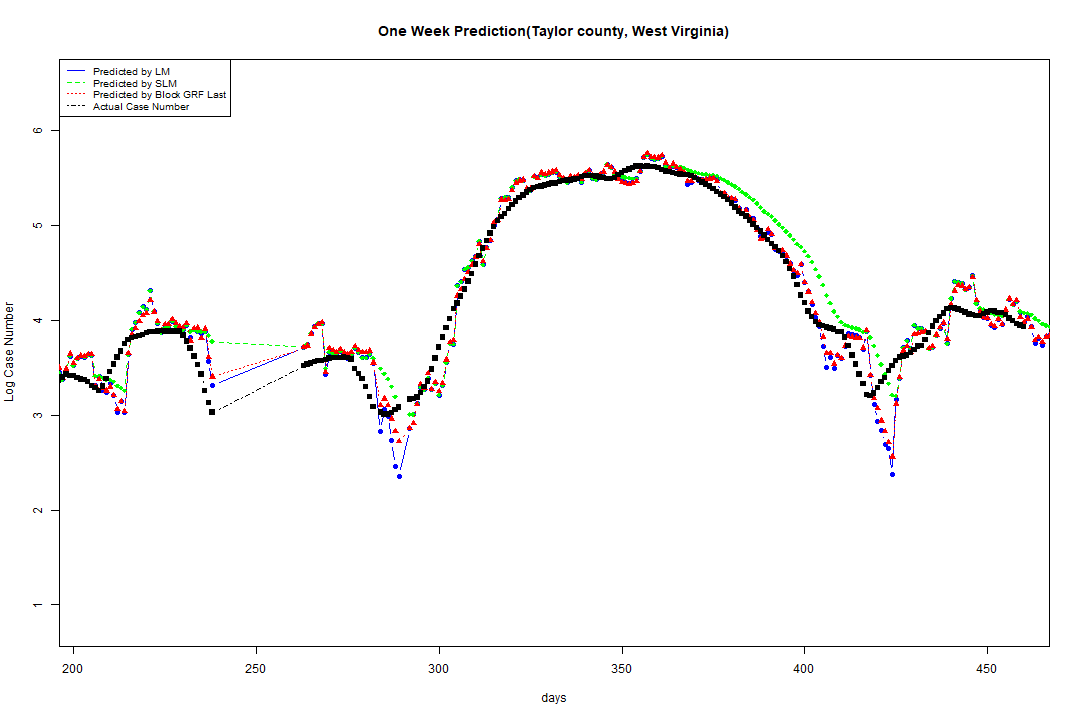 One Week Prediction(Taylor county, West Virginia)
Predicted by LM
Predicted by SLM
Predicted by Block GRF Last
Actual Case Number
6
5
4
3
2
1
Log Case Number
200 250 300 350 400 450
days